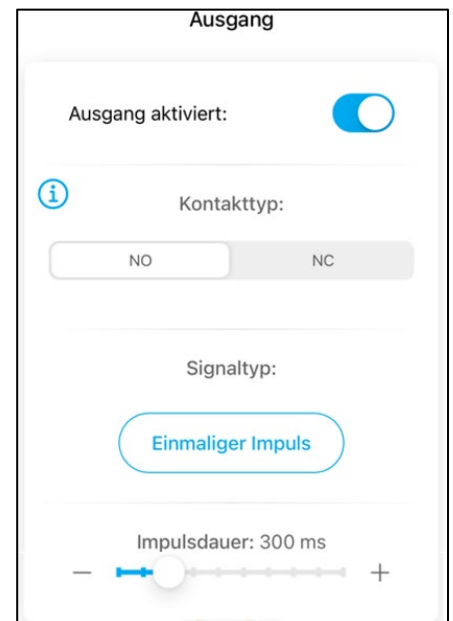 Ausgang
Ausgang aktiviert:
i
Kontakttyp:
NO NC
Signaltyp:
Einmaliger Impuls
Impulsdauer: 300 ms
− +